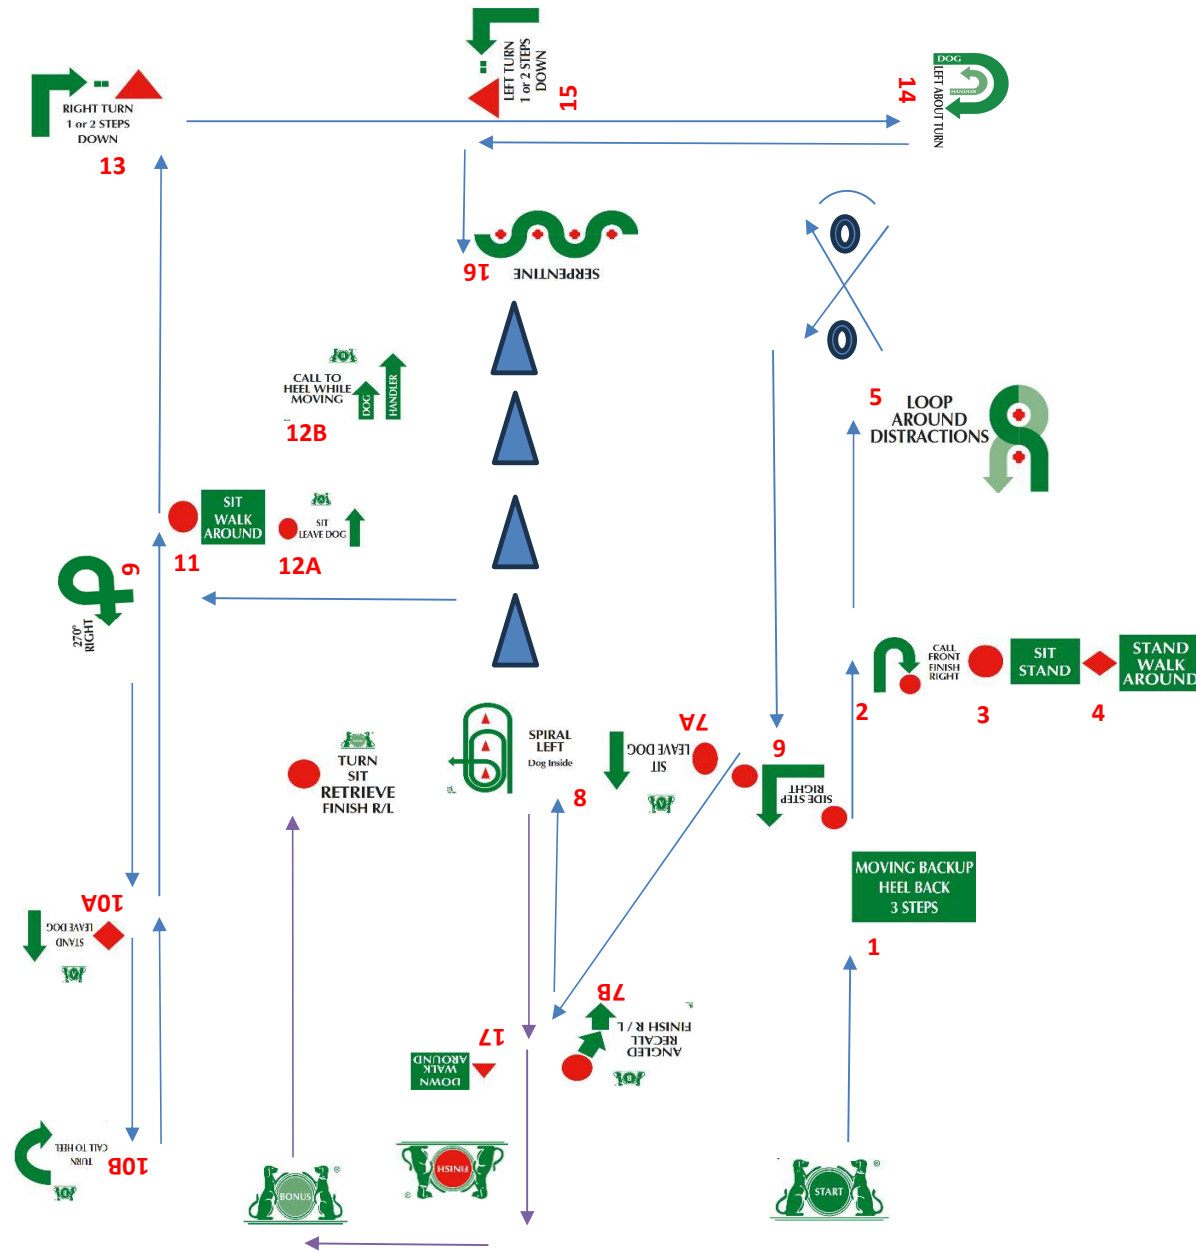 LEFT TURN
1 or 2 STEPS
DOWN
15
RIGHT TURN
1 or 2 STEPS
DOWN
13
DOG
HANDLER
LEFT ABOUT TURN
14
SERPENTINE
16
CALL TO
HEEL WHILE
MOVING
DOG
HANDLER
12B
5
LOOP
AROUND
DISTRACTIONS
SIT
WALK
AROUND
11
SIT
LEAVE DOG
12A
9
270°
RIGHT
CALL
FRONT
FINISH
RIGHT
2
SIT
STAND
3
STAND
WALK
AROUND
4
TURN
SIT
RETRIEVE
FINISH R/L
SPIRAL
LEFT
Dog Inside
8
7A
SIT
LEAVE DOG
6
SIDE STEP
RIGHT
MOVING BACKUP
HEEL BACK
3 STEPS
1
10A
STAND
LEAVE DOG
7B
ANGLED
RECALL
FINISH R / L
17
DOWN
WALK
AROUND
10B
TURN
CALL TO HEEL
BONUS
®
FINISH
®
START
®